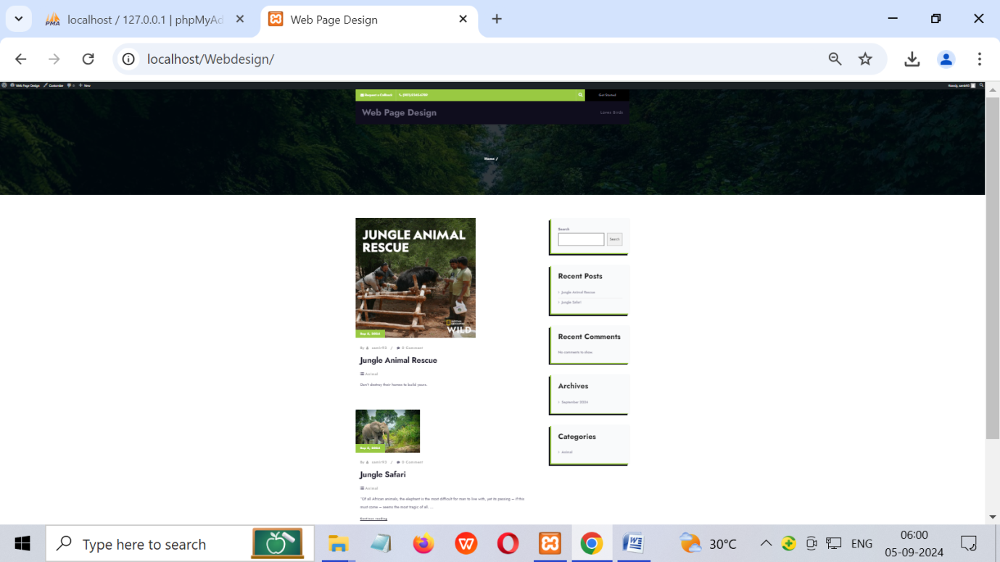 localhost / 127.0.0.1 | phpMyAd
Web Page Design
localhost/Webdesign/
Web Page Design Customize 0 New
Howdy, samir93
Request a Callback (951) 2345-6789
Get Started
Web Page Design
Loves Birds
Home /
JUNGLE ANIMAL
RESCUE
NATIONAL
GEOGRAPHIC
WILD
Sep 5, 2024
By samir93 / 0 Comment
Jungle Animal Rescue
Animal
Don't destroy their homes to build yours.
Sep 5, 2024
By samir93 / 0 Comment
Jungle Safari
Animal
"Of all African animals, the elephant is the most difficult for man to live with, yet its passing – if this
must come – seems the most tragic of all. ...
Continue reading
Search
Search
Recent Posts
Jungle Animal Rescue
Jungle Safari
Recent Comments
No comments to show.
Archives
September 2024
Categories
Animal
Type here to search
30°C
ENG
06:00
05-09-2024